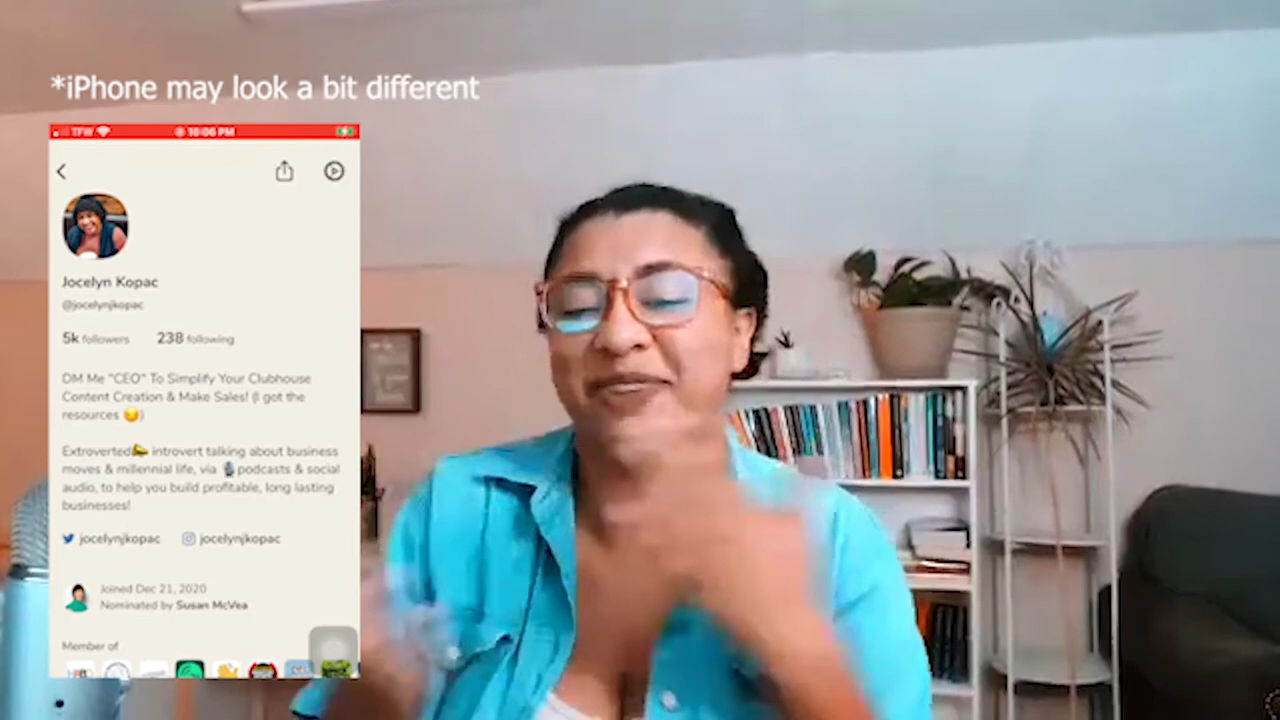 *iPhone may look a bit different
TFW 10:06 PM
Jocelyn Kopac
@jocelynjkopac
5k followers 238 following
DM Me "CEO" To Simplify Your Clubhouse
Content Creation & Make Sales! (I got the
resources 😏)
Extroverted📣 introvert talking about business
moves & millennial life, via 🎙️podcasts & social
audio, to help you build profitable, long lasting
businesses!
jocelynjkopac jocelynjkopac
Joined Dec 21, 2020
Nominated by Susan McVea
Member of